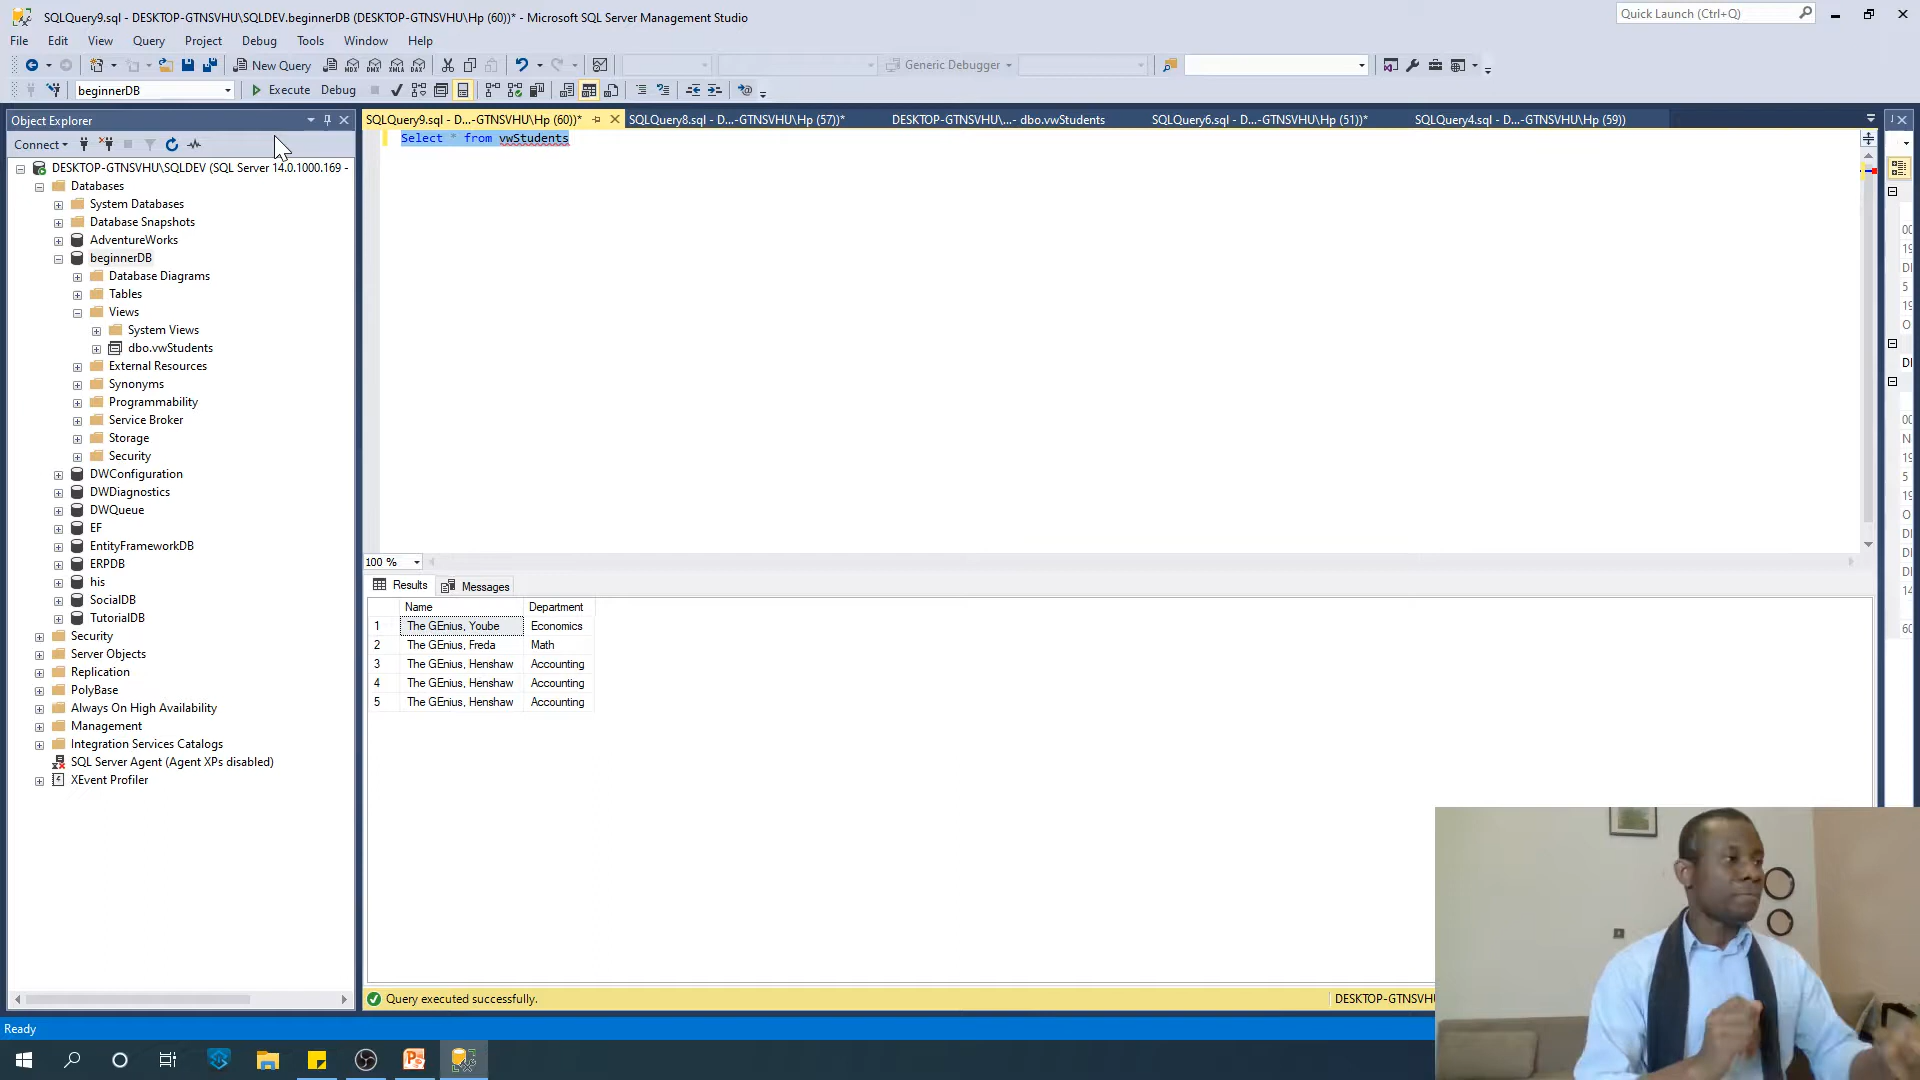 SQLQuery9.sql - DESKTOP-GTNSVHU\SQLDEV.beginnerDB (DESKTOP-GTNSVHU\Hp (60))* - Microsoft SQL Server Management Studio
Quick Launch (Ctrl+Q)
File Edit View Query Project Debug Tools Window Help
New Query
MDX DMX XMLA DAX
Generic Debugger
beginnerDB
Execute Debug
Object Explorer
SQLQuery9.sql - D...-GTNSVHU\Hp (60))*
SQLQuery8.sql - D...-GTNSVHU\Hp (57))*
DESKTOP-GTNSVHU\...- dbo.vwStudents
SQLQuery6.sql - D...-GTNSVHU\Hp (51))*
SQLQuery4.sql - D...-GTNSVHU\Hp (59))
Connect
Select * from vwStudents
DESKTOP-GTNSVHU\SQLDEV (SQL Server 14.0.1000.169 -
Databases
System Databases
Database Snapshots
AdventureWorks
beginnerDB
Database Diagrams
Tables
Views
System Views
dbo.vwStudents
External Resources
Synonyms
Programmability
Service Broker
Storage
Security
DWConfiguration
DWDiagnostics
DWQueue
EF
EntityFrameworkDB
ERPDB
his
SocialDB
TutorialDB
Security
Server Objects
Replication
PolyBase
Always On High Availability
Management
Integration Services Catalogs
SQL Server Agent (Agent XPs disabled)
XEvent Profiler
100 %
Results Messages
Name Department
1 The GEnius, Yoube Economics
2 The GEnius, Freda Math
3 The GEnius, Henshaw Accounting
4 The GEnius, Henshaw Accounting
5 The GEnius, Henshaw Accounting
Query executed successfully.
DESKTOP-GTNSVHU
Ready